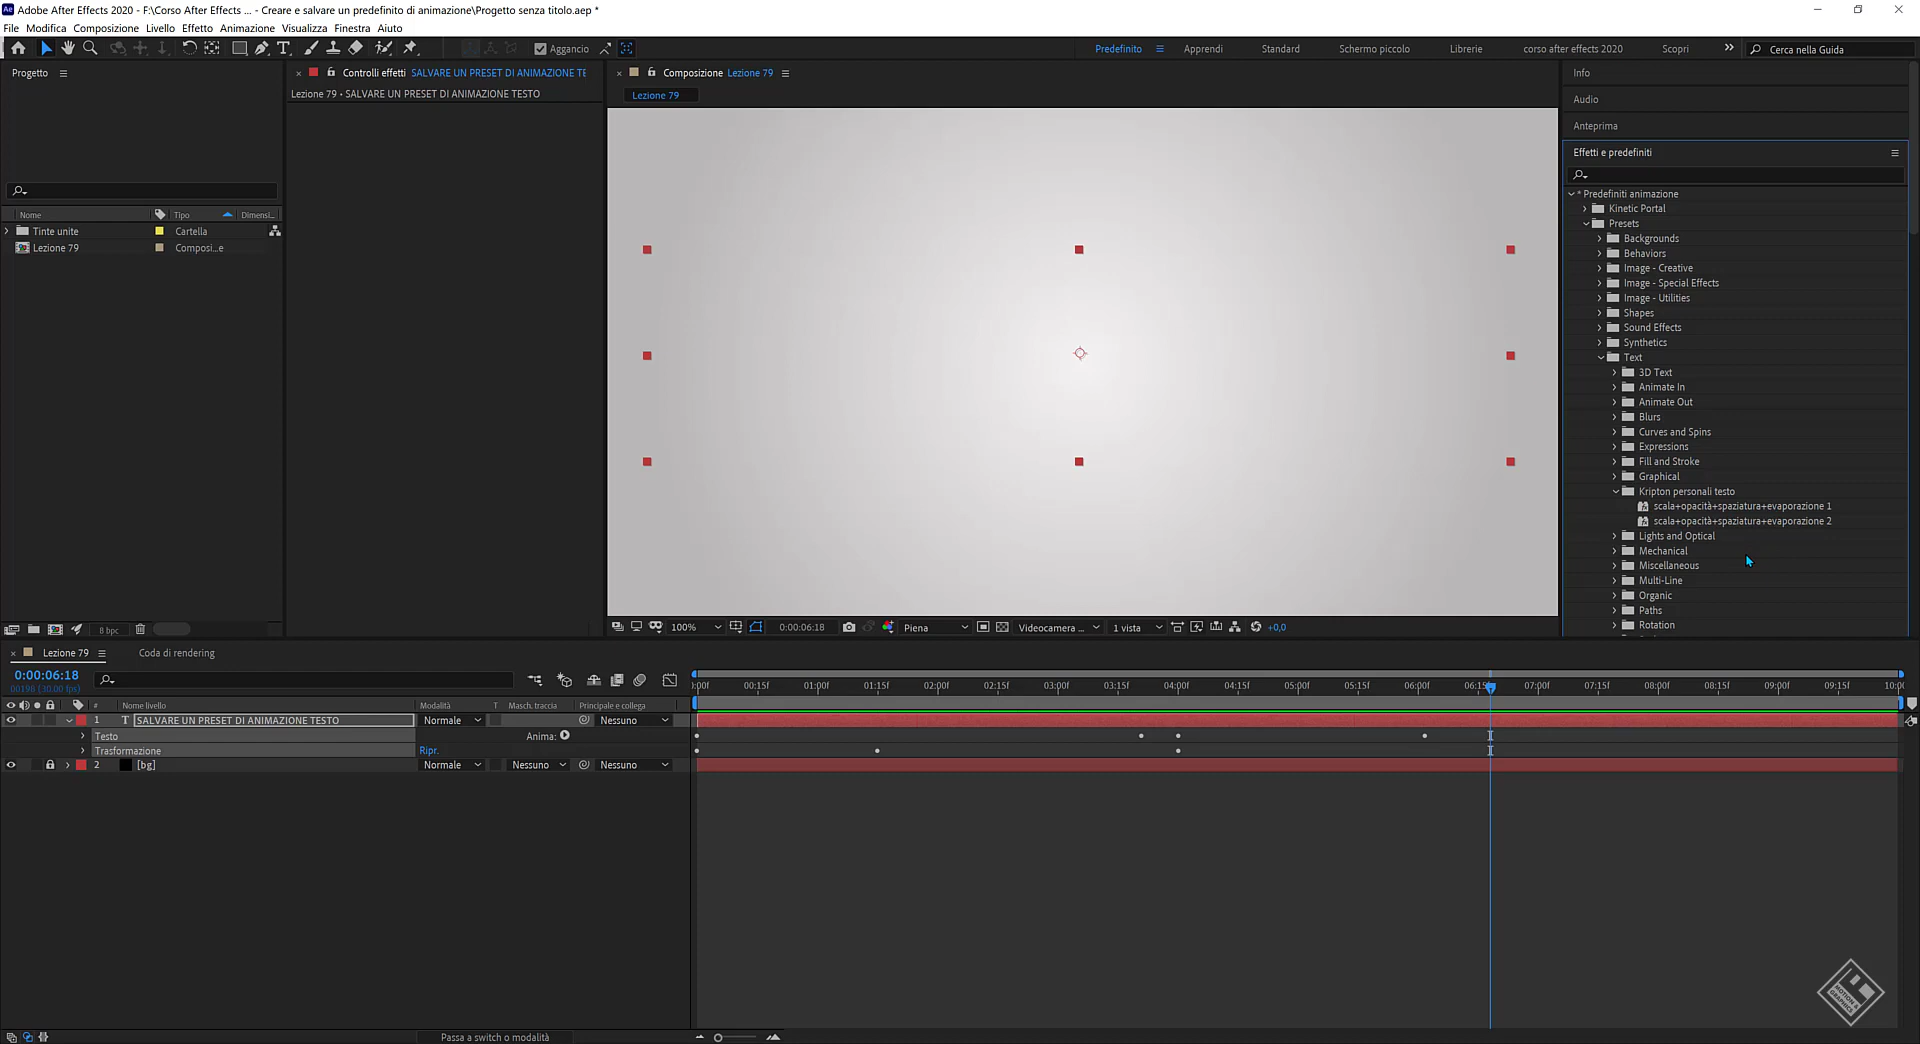 Adobe After Effects 2020 - F:\Corso After Effects ... - Creare e salvare un predefinito di animazione\Progetto senza titolo.aep *
File Modifica Composizione Livello Effetto Animazione Visualizza Finestra Aiuto
Aggancio
Predefinito Apprendi Standard Schermo piccolo Librerie corso after effects 2020 Scopri Cerca nella Guida
Progetto
Controlli effetti SALVARE UN PRESET DI ANIMAZIONE TE
Lezione 79 • SALVARE UN PRESET DI ANIMAZIONE TESTO
Composizione Lezione 79
Lezione 79
Nome Tipo Dimensi...
Tinte unite Cartella
Lezione 79 Composi...e
8 bpc
100% 0:00:06:18 Piena Videocamera ... 1 vista +0,0
Info
Audio
Anteprima
Effetti e predefiniti
* Predefiniti animazione
Kinetic Portal
Presets
Backgrounds
Behaviors
Image - Creative
Image - Special Effects
Image - Utilities
Shapes
Sound Effects
Synthetics
Text
3D Text
Animate In
Animate Out
Blurs
Curves and Spins
Expressions
Fill and Stroke
Graphical
Kripton personali testo
scala+opacità+spaziatura+evaporazione 1
scala+opacità+spaziatura+evaporazione 2
Lights and Optical
Mechanical
Miscellaneous
Multi-Line
Organic
Paths
Rotation
Lezione 79 Coda di rendering
0:00:06:18
00198 (30.00 fps)
:00f 00:15f 01:00f 01:15f 02:00f 02:15f 03:00f 03:15f 04:00f 04:15f 05:00f 05:15f 06:00f 06:15f 07:00f 07:15f 08:00f 08:15f 09:00f 09:15f 10:00
# Nome livello Modalità T Masch. traccia Principale e collega
1 T SALVARE UN PRESET DI ANIMAZIONE TESTO Normale Nessuno
Testo Anima:
Trasformazione Ripr.
2 [bg] Normale Nessuno Nessuno
Passa a switch o modalità
MOTION & GRAPHICS